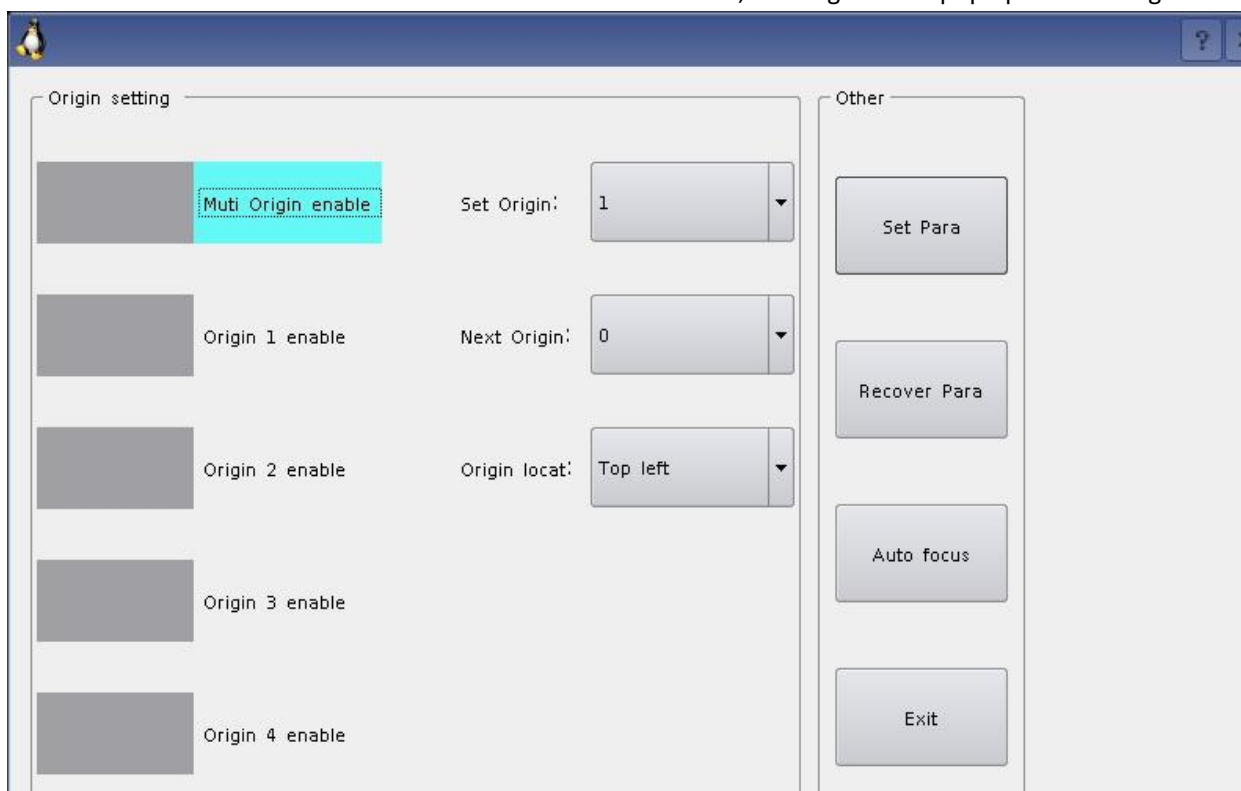 ?
Origin setting
Other
Muti Origin enable
Set Origin:
1
Set Para
Origin 1 enable
Next Origin:
0
Recover Para
Origin 2 enable
Origin locat:
Top left
Auto focus
Origin 3 enable
Exit
Origin 4 enable